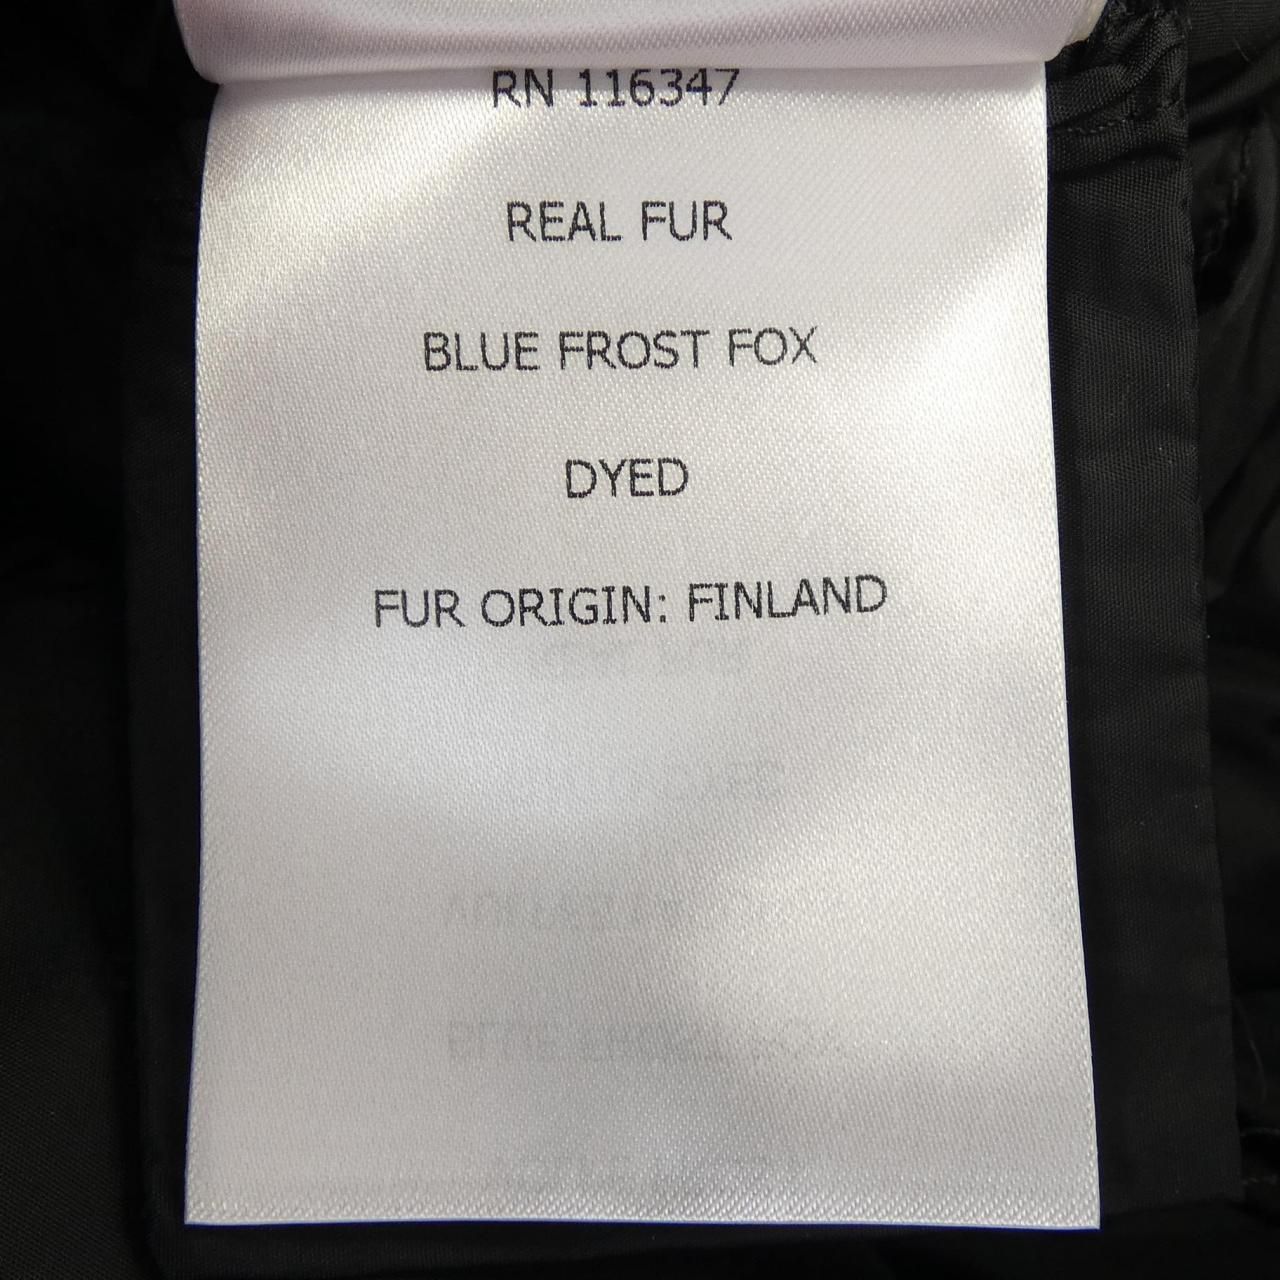 RN 116347
REAL FUR
BLUE FROST FOX
DYED
FUR ORIGIN: FINLAND